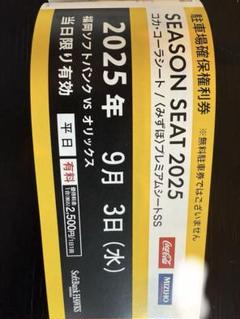 駐車場確保権利券
※無料駐車券ではございません
SEASON SEAT 2025
コカ・コーラシート / 〈みずほ〉プレミアムシートSS
Coca-Cola
MIZUHO
2025年 9月 3日(水)
福岡ソフトバンク VS オリックス
当日限り有効
平日
有料
2,500円
SoftBank HAWKS